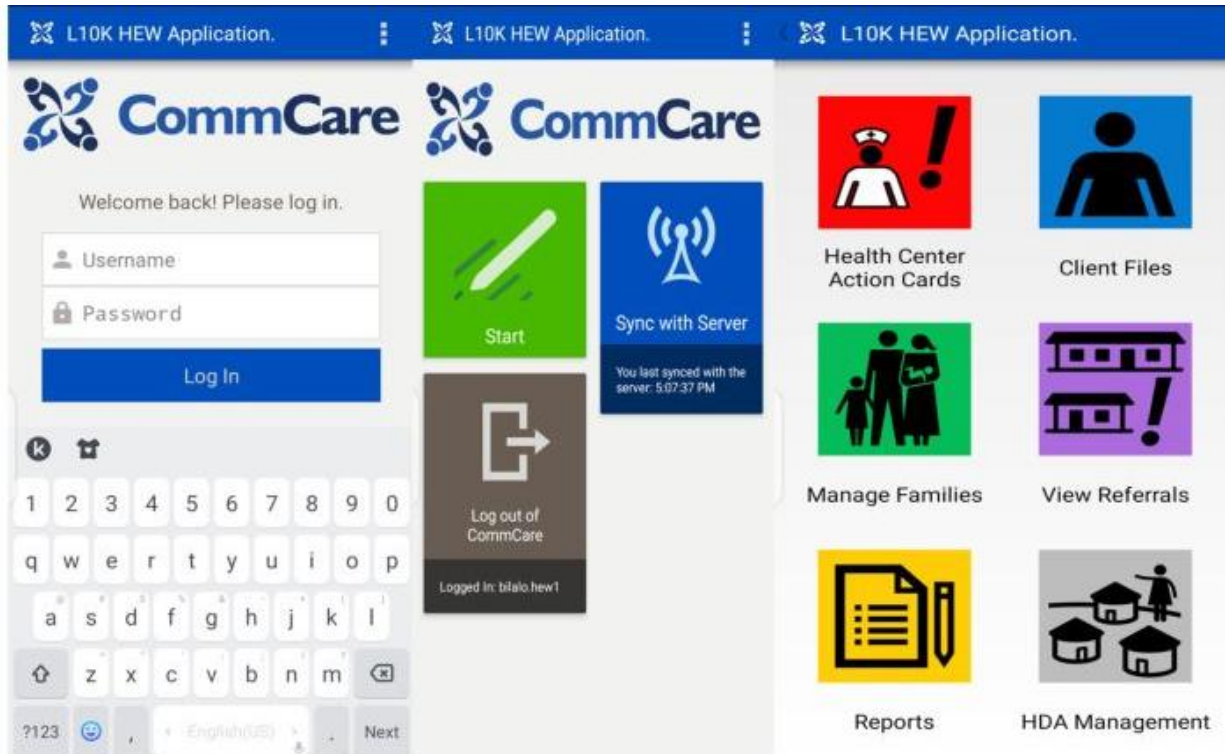 L10K HEW Application.
CommCare
Welcome back! Please log in.
Username
Password
Log In
1 2 3 4 5 6 7 8 9 0
q w e r t y u i o p
a s d f g h j k l
z x c v b n m
?123 , English(US) . Next
L10K HEW Application.
CommCare
Start
Sync with Server
You last synced with the
server: 5:07:37 PM
Log out of
CommCare
Logged In: bilalo.hew1
L10K HEW Application.
Health Center
Action Cards
Client Files
Manage Families
View Referrals
Reports
HDA Management